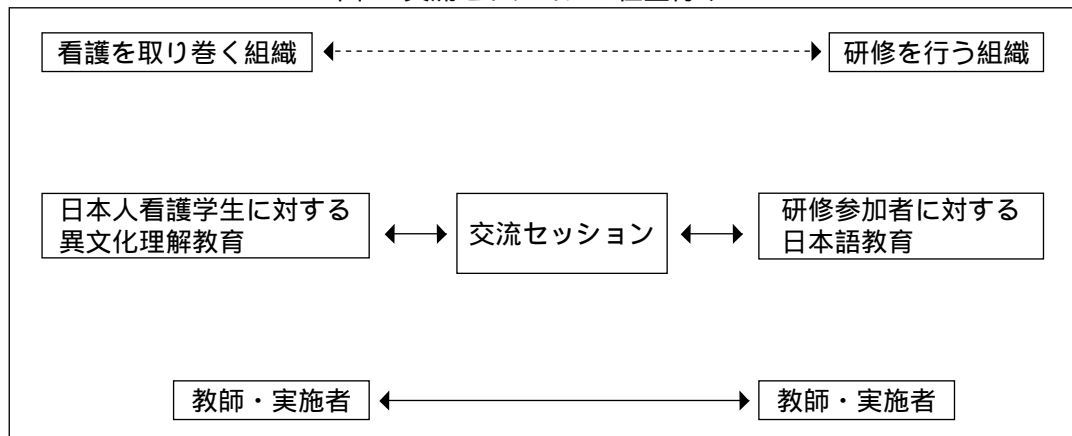 看護を取り巻く組織
研修を行う組織
日本人看護学生に対する
異文化理解教育
交流セッション
研修参加者に対する
日本語教育
教師・実施者
教師・実施者